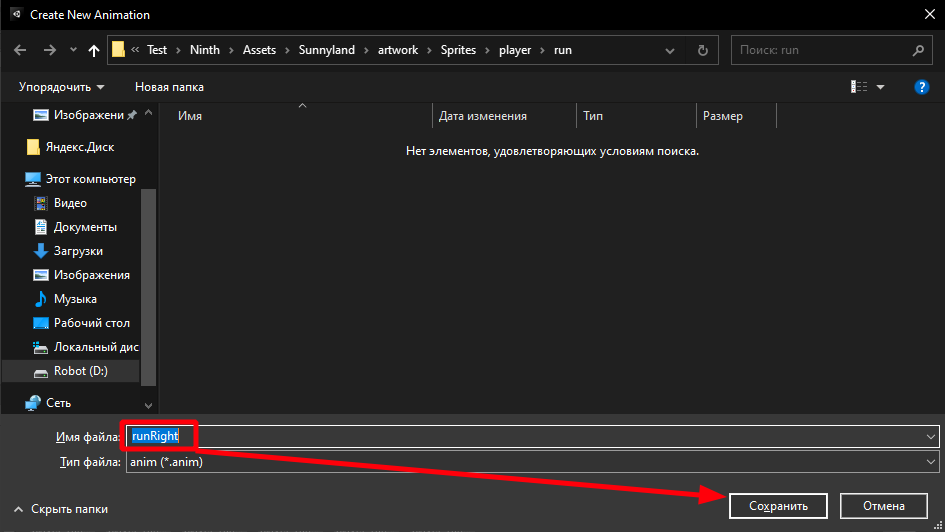 Create New Animation
« Test > Ninth > Assets > Sunnyland > artwork > Sprites > player > run
Поиск: run
Упорядочить
Новая папка
Имя
Дата изменения
Тип
Размер
Нет элементов, удовлетворяющих условиям поиска.
Изображени
Яндекс.Диск
Этот компьютер
Видео
Документы
Загрузки
Изображения
Музыка
Рабочий стол
Локальный дис
Robot (D:)
Сеть
Имя файла: runRight
Тип файла: anim (*.anim)
Скрыть папки
Сохранить
Отмена